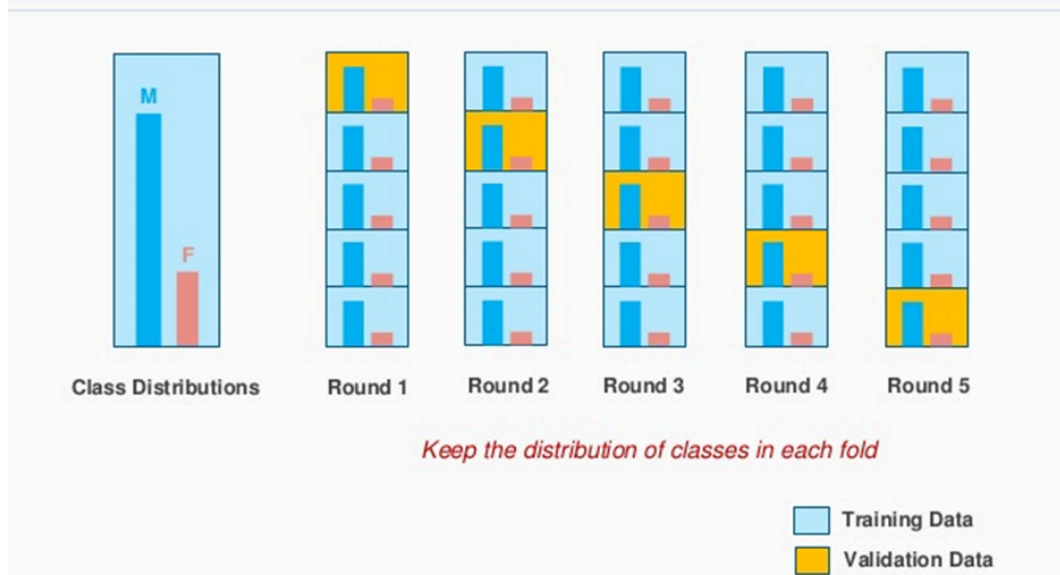 M
F
Class Distributions
Round 1
Round 2
Round 3
Round 4
Round 5
Keep the distribution of classes in each fold
Training Data
Validation Data